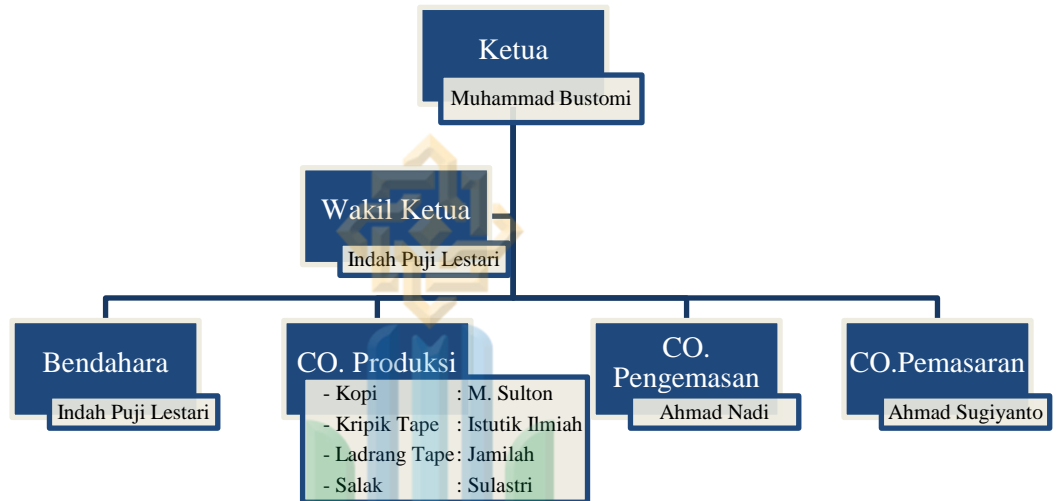 Ketua
Muhammad Bustomi
Wakil Ketua
Indah Puji Lestari
Bendahara
Indah Puji Lestari
CO. Produksi
- Kopi : M. Sulton
- Kripik Tape : Istutik Ilmiah
- Ladrang Tape : Jamilah
- Salak : Sulastri
CO.
Pengemasan
Ahmad Nadi
CO.Pemasaran
Ahmad Sugiyanto